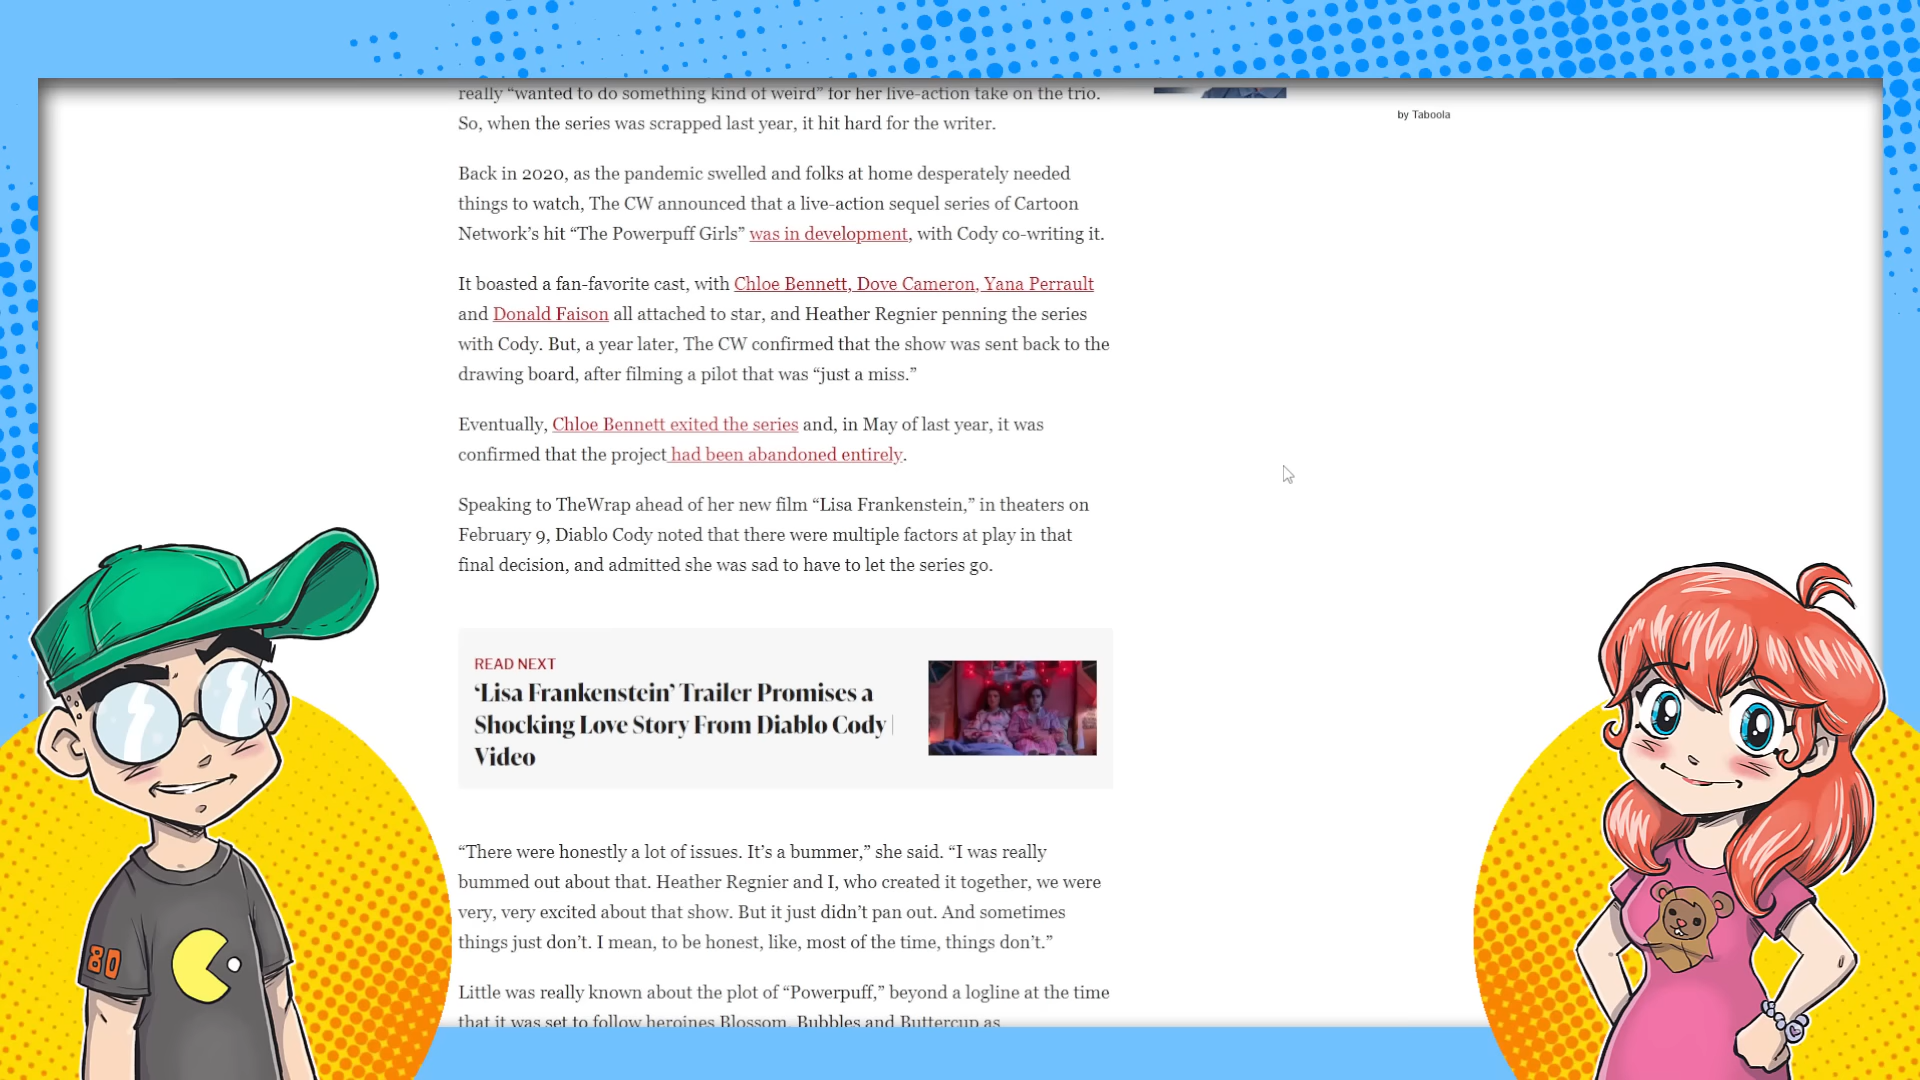 really “wanted to do something kind of weird” for her live-action take on the trio.
So, when the series was scrapped last year, it hit hard for the writer.
by Taboola
Back in 2020, as the pandemic swelled and folks at home desperately needed
things to watch, The CW announced that a live-action sequel series of Cartoon
Network’s hit “The Powerpuff Girls” was in development, with Cody co-writing it.
It boasted a fan-favorite cast, with Chloe Bennett, Dove Cameron, Yana Perrault
and Donald Faison all attached to star, and Heather Regnier penning the series
with Cody. But, a year later, The CW confirmed that the show was sent back to the
drawing board, after filming a pilot that was “just a miss.”
Eventually, Chloe Bennett exited the series and, in May of last year, it was
confirmed that the project had been abandoned entirely.
Speaking to TheWrap ahead of her new film “Lisa Frankenstein,” in theaters on
February 9, Diablo Cody noted that there were multiple factors at play in that
final decision, and admitted she was sad to have to let the series go.
READ NEXT
‘Lisa Frankenstein’ Trailer Promises a
Shocking Love Story From Diablo Cody |
Video
“There were honestly a lot of issues. It’s a bummer,” she said. “I was really
bummed out about that. Heather Regnier and I, who created it together, we were
very, very excited about that show. But it just didn’t pan out. And sometimes
things just don’t. I mean, to be honest, like, most of the time, things don’t.”
Little was really known about the plot of “Powerpuff,” beyond a logline at the time
that it was set to follow heroines Blossom, Bubbles and Buttercup as
80